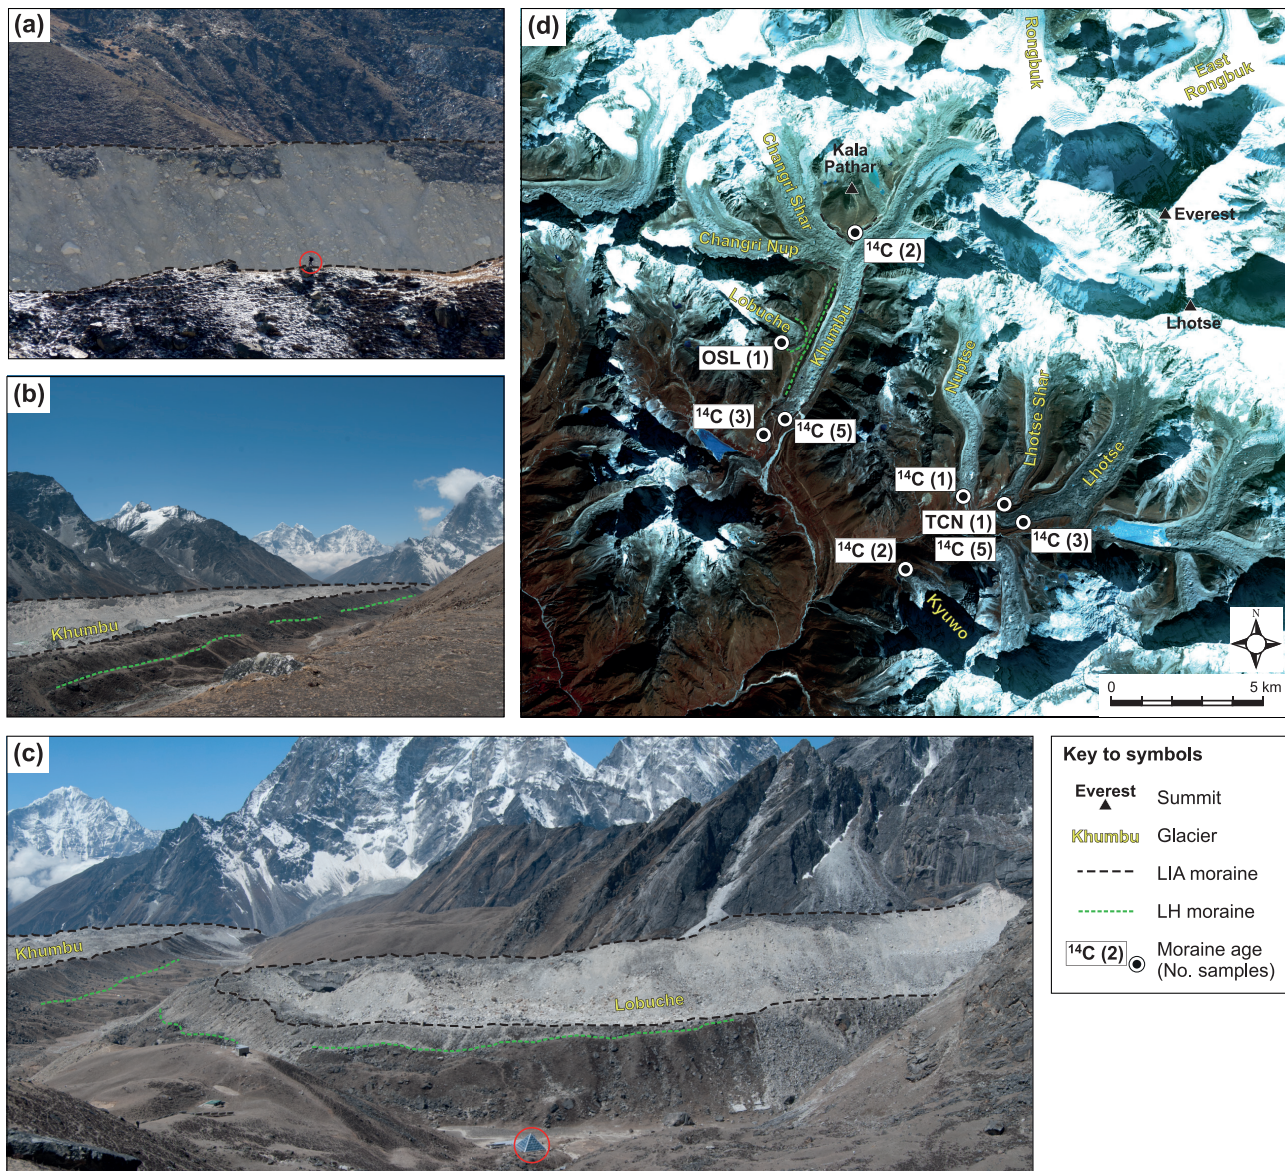 (a)
(b)
Khumbu
(c)
Khumbu
Lobuche
(d)
Rongbuk
East
Rongbuk
Changri Shar
Kala
Pathar
Everest
Changri Nup
¹⁴C (2)
Lobuche
Khumbu
Lhotse
OSL (1)
Nuptse
Lhotse Shar
Lhotse
¹⁴C (3)
¹⁴C (5)
¹⁴C (1)
TCN (1)
¹⁴C (5)
¹⁴C (3)
¹⁴C (2)
Kyuwo
N
0 5 km
Key to symbols
Everest Summit
Khumbu Glacier
LIA moraine
LH moraine
¹⁴C (2) Moraine age
(No. samples)